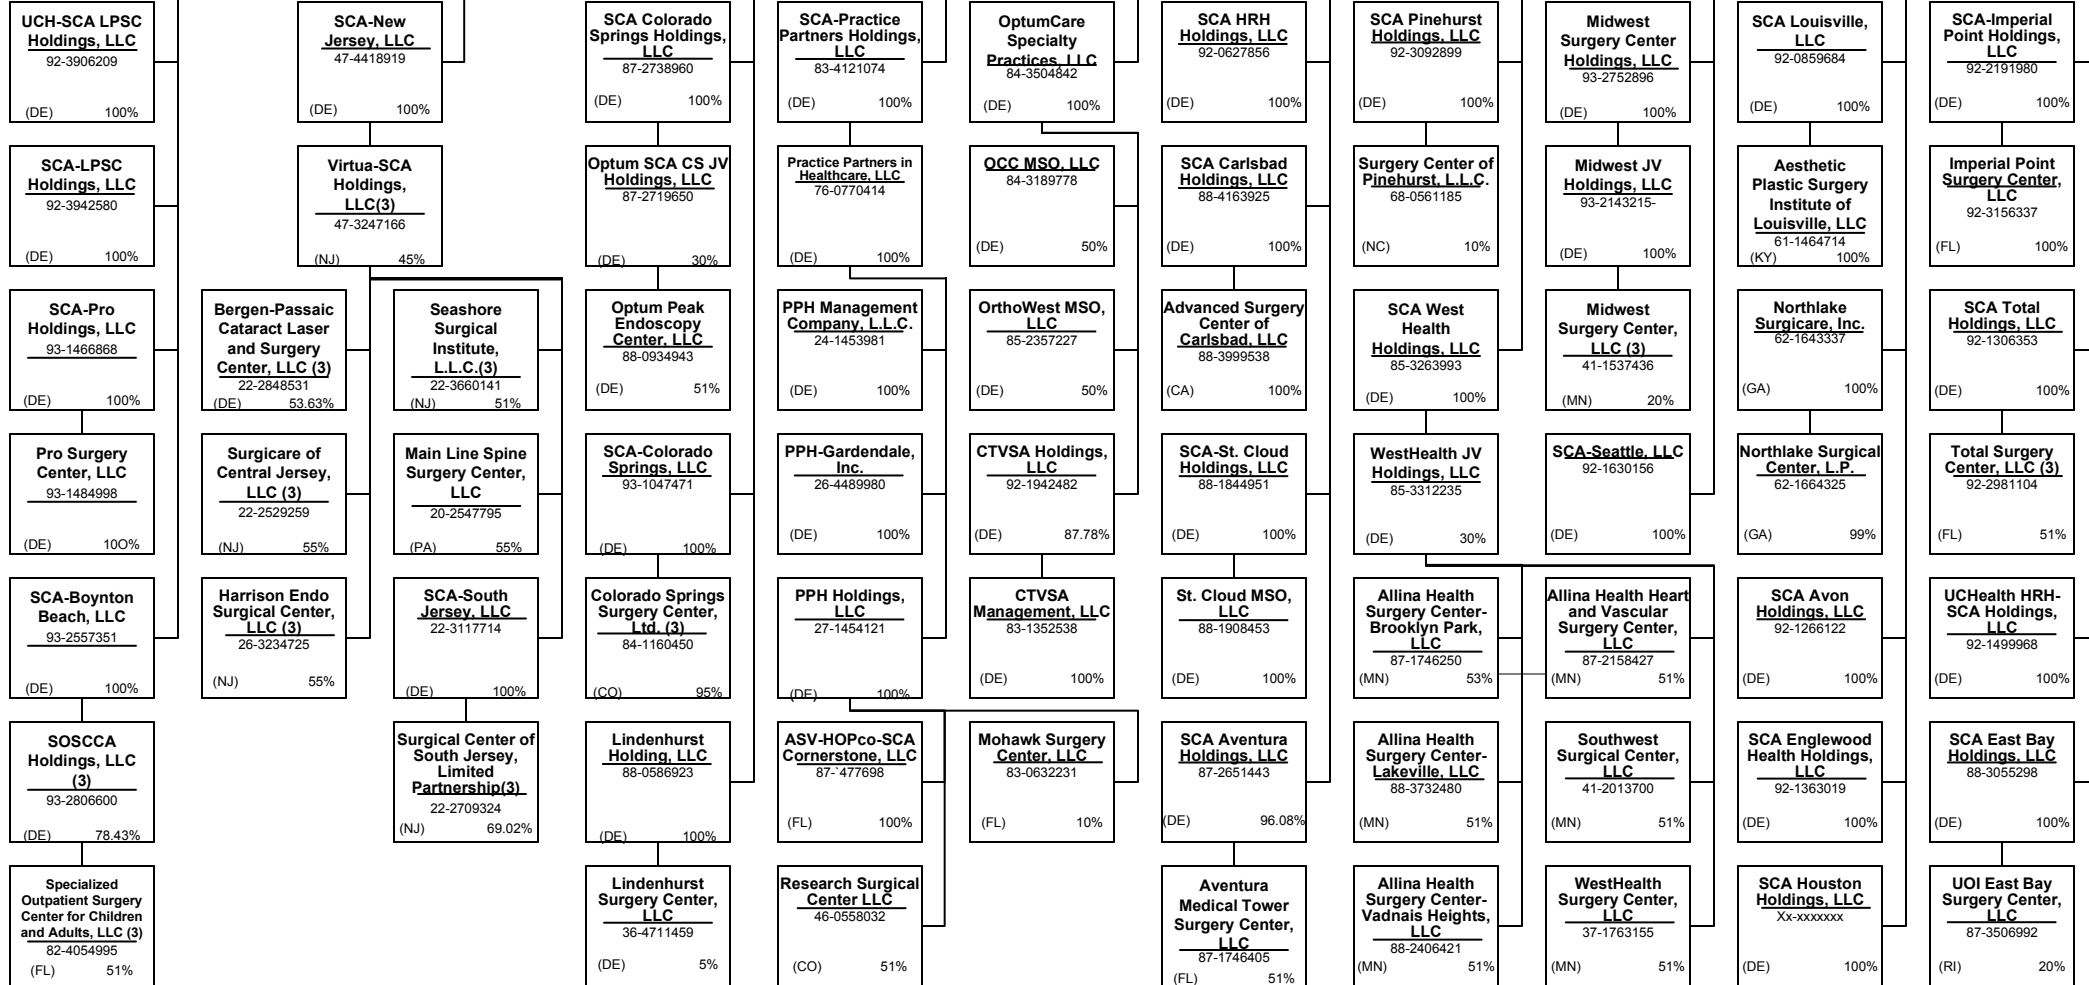 UCH-SCA LPSC
Holdings, LLC
92-3906209
(DE) 100%
SCA-New
Jersey, LLC
47-4418919
(DE) 100%
SCA Colorado
Springs Holdings,
LLC
87-2738960
(DE) 100%
SCA-Practice
Partners Holdings,
LLC
83-4121074
(DE) 100%
OptumCare
Specialty
Practices, LLC
84-3504842
(DE) 100%
SCA HRH
Holdings, LLC
92-0627856
(DE) 100%
SCA Pinehurst
Holdings, LLC
92-3092899
(DE) 100%
Midwest
Surgery Center
Holdings, LLC
93-2752896
(DE) 100%
SCA Louisville,
LLC
92-0859684
(DE) 100%
SCA-Imperial
Point Holdings,
LLC
92-2191980
(DE) 100%
SCA-LPSC
Holdings, LLC
92-3942580
(DE) 100%
Virtua-SCA
Holdings,
LLC(3)
47-3247166
(NJ) 45%
Optum SCA CS JV
Holdings, LLC
87-2719650
(DE) 30%
Practice Partners in
Healthcare, LLC
76-0770414
(DE) 100%
OCC MSO, LLC
84-3189778
(DE) 50%
SCA Carlsbad
Holdings, LLC
88-4163925
(DE) 100%
Surgery Center of
Pinehurst, L.L.C.
68-0561185
(NC) 10%
Midwest JV
Holdings, LLC
93-2143215-
(DE) 100%
Aesthetic
Plastic Surgery
Institute of
Louisville, LLC
61-1464714
(KY) 100%
Imperial Point
Surgery Center,
LLC
92-3156337
(FL) 100%
SCA-Pro
Holdings, LLC
93-1466868
(DE) 100%
Bergen-Passaic
Cataract Laser
and Surgery
Center, LLC (3)
22-2848531
(DE) 53.63%
Seashore
Surgical
Institute,
L.L.C.(3)
22-3660141
(NJ) 51%
Optum Peak
Endoscopy
Center, LLC
88-0934943
(DE) 51%
PPH Management
Company, L.L.C.
24-1453981
(DE) 100%
OrthoWest MSO,
LLC
85-2357227
(DE) 50%
Advanced Surgery
Center of
Carlsbad, LLC
88-3999538
(CA) 100%
SCA West
Health
Holdings, LLC
85-3263993
(DE) 100%
Midwest
Surgery Center,
LLC (3)
41-1537436
(MN) 20%
Northlake
Surgicare, Inc.
62-1643337
(GA) 100%
SCA Total
Holdings, LLC
92-1306353
(DE) 100%
Pro Surgery
Center, LLC
93-1484998
(DE) 10O%
Surgicare of
Central Jersey,
LLC (3)
22-2529259
(NJ) 55%
Main Line Spine
Surgery Center,
LLC
20-2547795
(PA) 55%
SCA-Colorado
Springs, LLC
93-1047471
(DE) 100%
PPH-Gardendale,
Inc.
26-4489980
(DE) 100%
CTVSA Holdings,
LLC
92-1942482
(DE) 87.78%
SCA-St. Cloud
Holdings, LLC
88-1844951
(DE) 100%
WestHealth JV
Holdings, LLC
85-3312235
(DE) 30%
SCA-Seattle, LLC
92-1630156
(DE) 100%
Northlake Surgical
Center, L.P.
62-1664325
(GA) 99%
Total Surgery
Center, LLC (3)
92-2981104
(FL) 51%
SCA-Boynton
Beach, LLC
93-2557351
(DE) 100%
Harrison Endo
Surgical Center,
LLC (3)
26-3234725
(NJ) 55%
SCA-South
Jersey, LLC
22-3117714
(DE) 100%
Colorado Springs
Surgery Center,
Ltd. (3)
84-1160450
(CO) 95%
PPH Holdings,
LLC
27-1454121
(DE) 100%
CTVSA
Management, LLC
83-1352538
(DE) 100%
St. Cloud MSO,
LLC
88-1908453
(DE) 100%
Allina Health
Surgery Center-
Brooklyn Park,
LLC
87-1746250
(MN) 53%
Allina Health Heart
and Vascular
Surgery Center,
LLC
87-2158427
(MN) 51%
SCA Avon
Holdings, LLC
92-1266122
(DE) 100%
UCHealth HRH-
SCA Holdings,
LLC
92-1499968
(DE) 100%
SOSCCA
Holdings, LLC
(3)
93-2806600
(DE) 78.43%
Surgical Center of
South Jersey,
Limited
Partnership(3)
22-2709324
(NJ) 69.02%
Lindenhurst
Holding, LLC
88-0586923
(DE) 100%
ASV-HOPco-SCA
Cornerstone, LLC
87-`477698
(FL) 100%
Mohawk Surgery
Center, LLC
83-0632231
(FL) 10%
SCA Aventura
Holdings, LLC
87-2651443
(DE) 96.08%
Allina Health
Surgery Center-
Lakeville, LLC
88-3732480
(MN) 51%
Southwest
Surgical Center,
LLC
41-2013700
(MN) 51%
SCA Englewood
Health Holdings,
LLC
92-1363019
(DE) 100%
SCA East Bay
Holdings, LLC
88-3055298
(DE) 100%
Specialized
Outpatient Surgery
Center for Children
and Adults, LLC (3)
82-4054995
(FL) 51%
Lindenhurst
Surgery Center,
LLC
36-4711459
(DE) 5%
Research Surgical
Center LLC
46-0558032
(CO) 51%
Aventura
Medical Tower
Surgery Center,
LLC
87-1746405
(FL) 51%
Allina Health
Surgery Center-
Vadnais Heights,
LLC
88-2406421
(MN) 51%
WestHealth
Surgery Center,
LLC
37-1763155
(MN) 51%
SCA Houston
Holdings, LLC
Xx-xxxxxxx
(DE) 100%
UOI East Bay
Surgery Center,
LLC
87-3506992
(RI) 20%